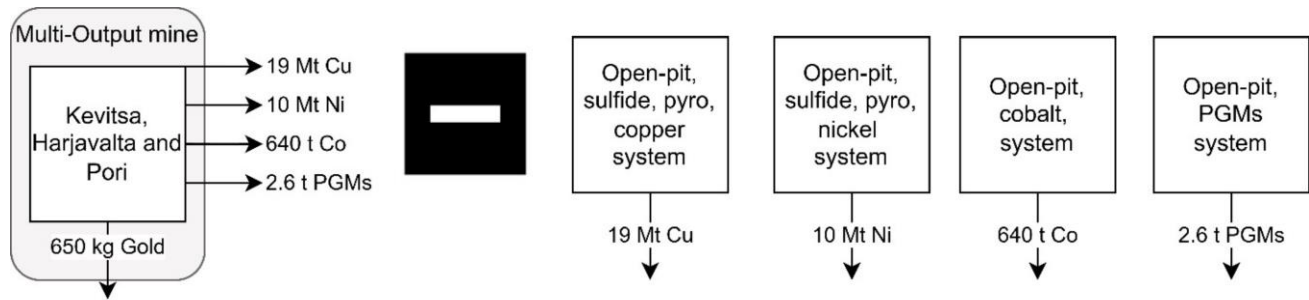 Multi-Output mine
Kevitsa,
Harjavalta and
Pori
19 Mt Cu
10 Mt Ni
640 t Co
2.6 t PGMs
650 kg Gold
Open-pit,
sulfide, pyro,
copper
system
19 Mt Cu
Open-pit,
sulfide, pyro,
nickel
system
10 Mt Ni
Open-pit,
cobalt,
system
640 t Co
Open-pit,
PGMs
system
2.6 t PGMs